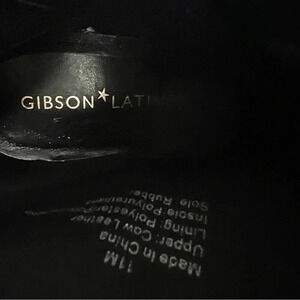 GIBSON★LATIM
11M
Made in China
Upper: Cow Leather
Lining: Polyester
Insole: Polyurethane
Sole: Rubber